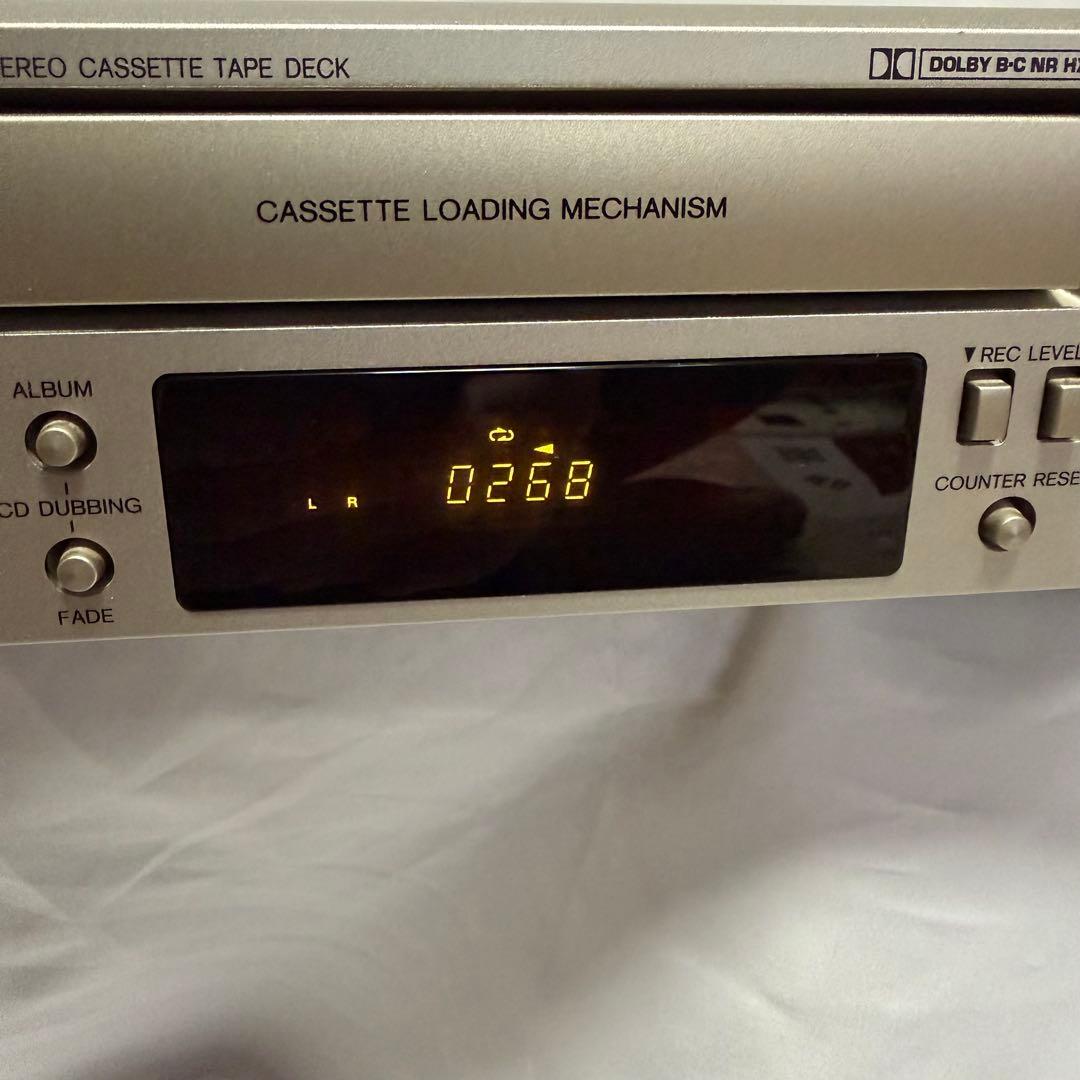 EREO CASSETTE TAPE DECK
DOLBY B·C NR HX
CASSETTE LOADING MECHANISM
ALBUM
CD DUBBING
FADE
L R
0268
▼ REC LEVEL
COUNTER RESE